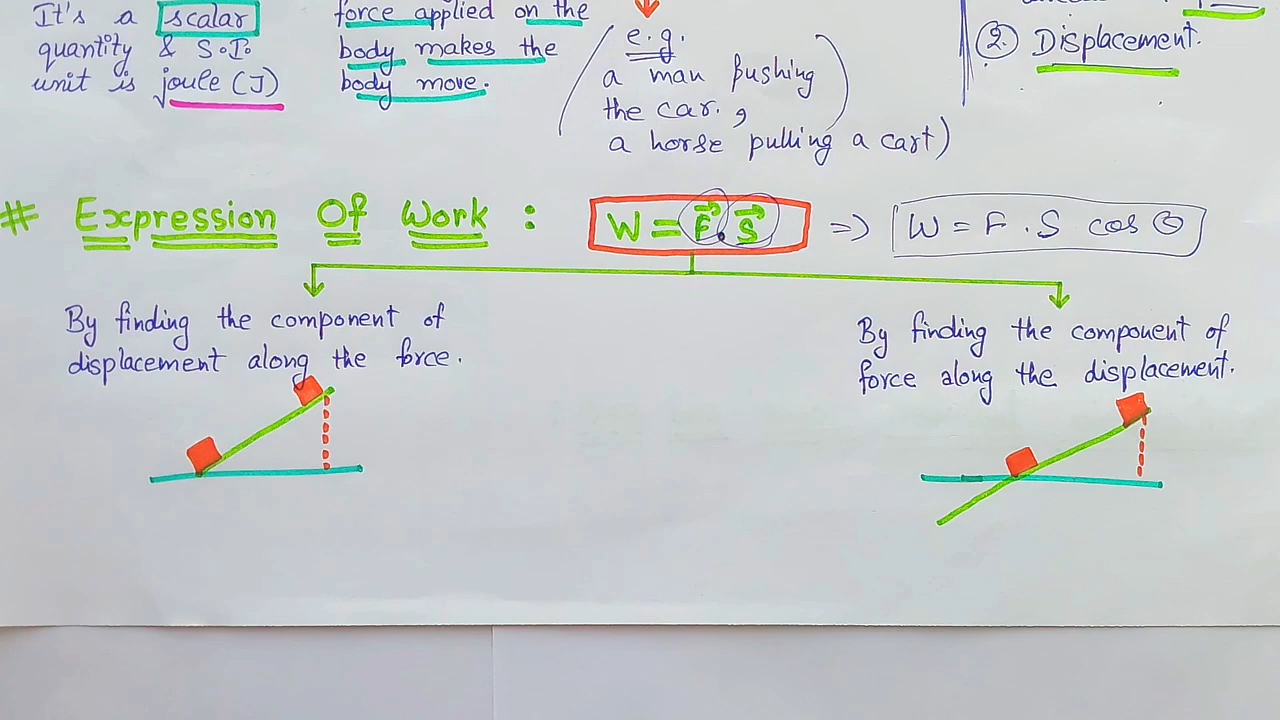 It's a scalar
quantity & S.I.
unit is joule (J)
force applied on the
body makes the
body move.
e.g.
(a man pushing
the car.,
a horse pulling a cart)
② Displacement.
# Expression Of Work :
W = F⃗ . S⃗ => W = F . S cos θ
By finding the component of
displacement along the force.
By finding the component of
force along the displacement.